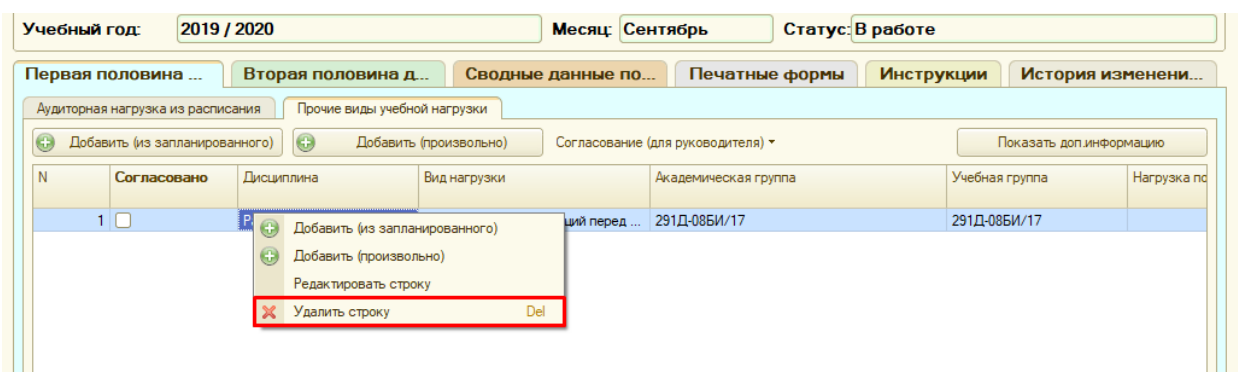 Учебный год: 2019 / 2020 Месяц: Сентябрь Статус: В работе
Первая половина ... Вторая половина д... Сводные данные по... Печатные формы Инструкции История изменени...
Аудиторная нагрузка из расписания Прочие виды учебной нагрузки
Добавить (из запланированного) Добавить (произвольно) Согласование (для руководителя) Показать доп.информацию
N Согласовано Дисциплина Вид нагрузки Академическая группа Учебная группа Нагрузка по
1 ций перед ... 291Д-08БИ/17 291Д-08БИ/17
Добавить (из запланированного)
Добавить (произвольно)
Редактировать строку
Удалить строку Del